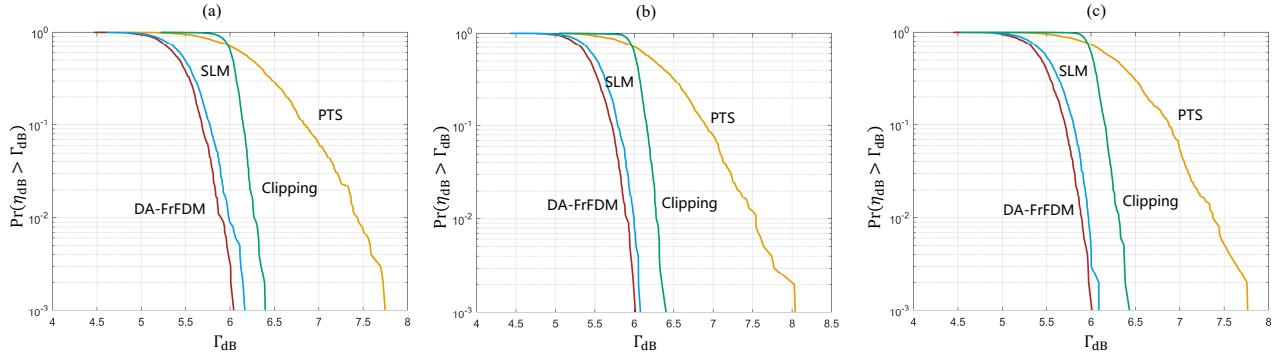 (a)
Pr(η_dB > Γ_dB)
10^0
10^-1
10^-2
10^-3
SLM
PTS
Clipping
DA-FrFDM
4 4.5 5 5.5 6 6.5 7 7.5 8
Γ_dB
(b)
Pr(η_dB > Γ_dB)
10^0
10^-1
10^-2
10^-3
SLM
PTS
DA-FrFDM
Clipping
4 4.5 5 5.5 6 6.5 7 7.5 8 8.5
Γ_dB
(c)
Pr(η_dB > Γ_dB)
10^0
10^-1
10^-2
10^-3
SLM
PTS
DA-FrFDM
Clipping
4 4.5 5 5.5 6 6.5 7 7.5 8
Γ_dB